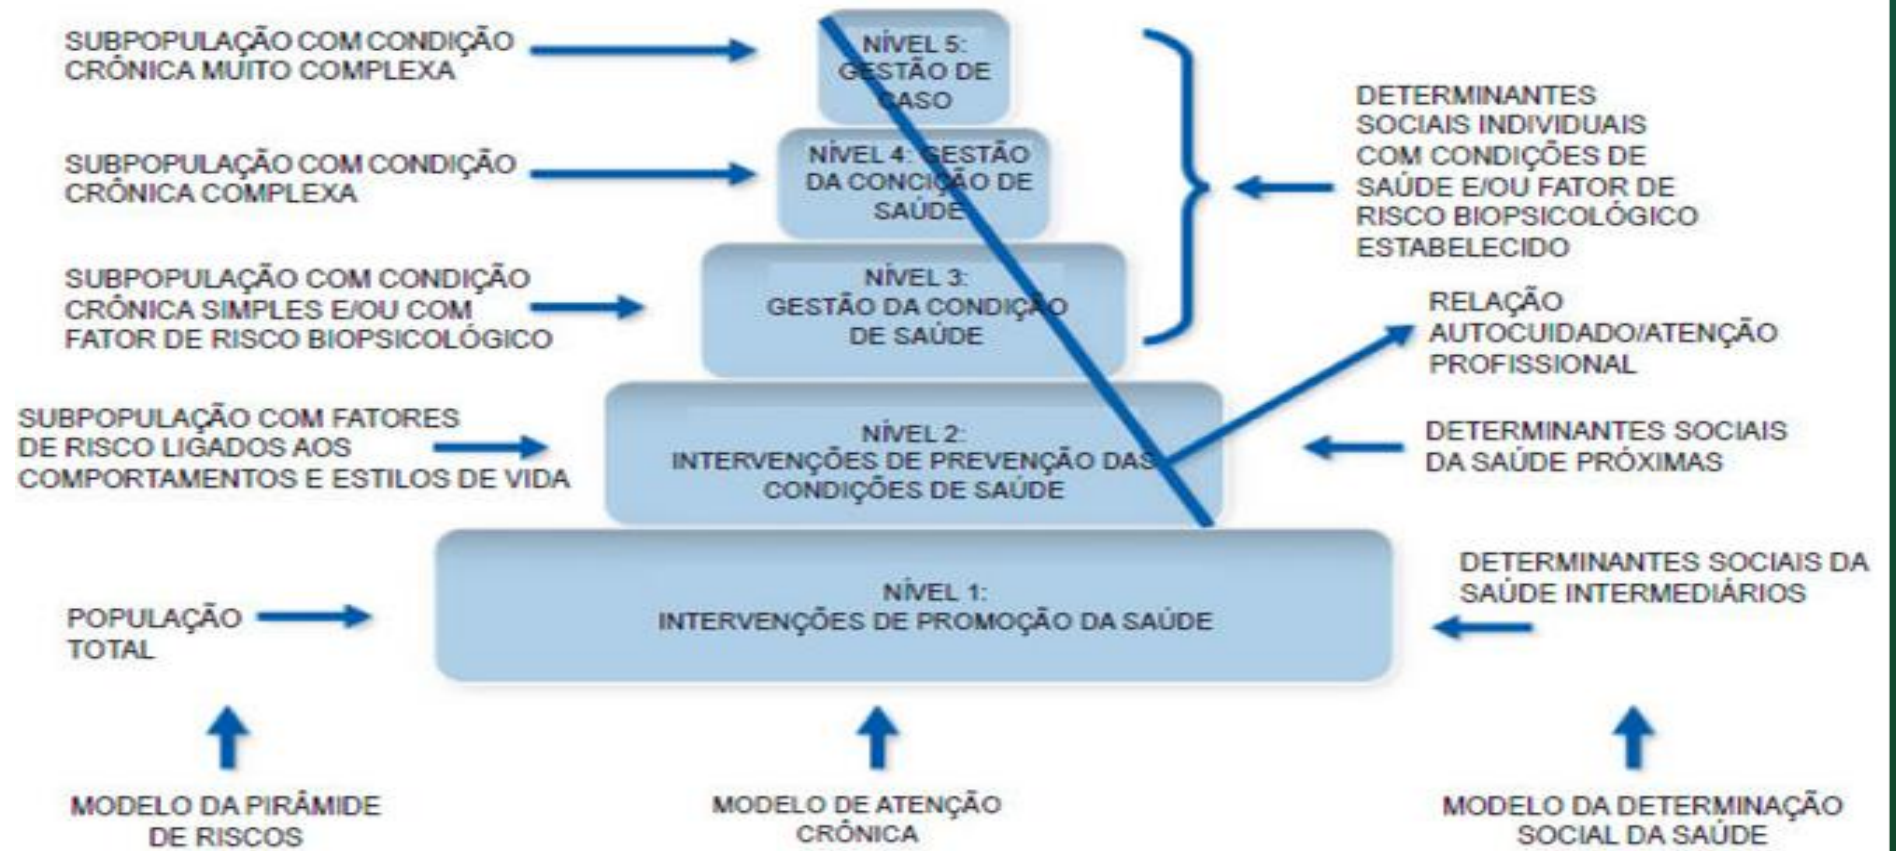 SUBPOPULAÇÃO COM CONDIÇÃO
CRÔNICA MUITO COMPLEXA
NÍVEL 5:
GESTÃO DE
CASO
DETERMINANTES
SOCIAIS INDIVIDUAIS
COM CONDIÇÕES DE
SAÚDE E/OU FATOR DE
RISCO BIOPSICOLÓGICO
ESTABELECIDO
SUBPOPULAÇÃO COM CONDIÇÃO
CRÔNICA COMPLEXA
NÍVEL 4: GESTÃO
DA CONCIÇÃO DE
SAÚDE
SUBPOPULAÇÃO COM CONDIÇÃO
CRÔNICA SIMPLES E/OU COM
FATOR DE RISCO BIOPSICOLÓGICO
NÍVEL 3:
GESTÃO DA CONDIÇÃO
DE SAÚDE
RELAÇÃO
AUTOCUIDADO/ATENÇÃO
PROFISSIONAL
SUBPOPULAÇÃO COM FATORES
DE RISCO LIGADOS AOS
COMPORTAMENTOS E ESTILOS DE VIDA
NÍVEL 2:
INTERVENÇÕES DE PREVENÇÃO DAS
CONDIÇÕES DE SAÚDE
DETERMINANTES SOCIAIS
DA SAÚDE PRÓXIMAS
POPULAÇÃO
TOTAL
NÍVEL 1:
INTERVENÇÕES DE PROMOÇÃO DA SAÚDE
DETERMINANTES SOCIAIS DA
SAÚDE INTERMEDIÁRIOS
MODELO DA PIRÂMIDE
DE RISCOS
MODELO DE ATENÇÃO
CRÔNICA
MODELO DA DETERMINAÇÃO
SOCIAL DA SAÚDE